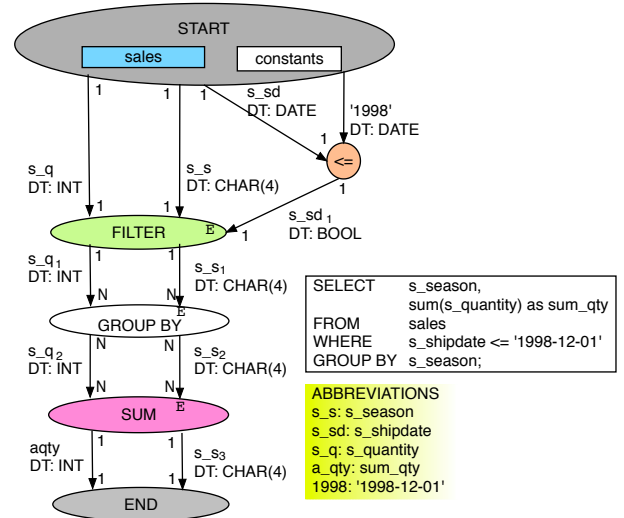 START
sales
constants
1
1
1
s_sd
DT: DATE
'1998'
DT: DATE
1
<=
1
s_q
DT: INT
s_s
DT: CHAR(4)
s_sd 1
DT: BOOL
1
1
1
FILTER
E
1
1
s_q1
DT: INT
s_s1
DT: CHAR(4)
N
N
E
GROUP BY
N
N
s_q2
DT: INT
s_s2
DT: CHAR(4)
N
N
SUM
E
1
1
aqty
DT: INT
s_s3
DT: CHAR(4)
1
1
END
SELECT s_season,
sum(s_quantity) as sum_qty
FROM sales
WHERE s_shipdate <= '1998-12-01'
GROUP BY s_season;
ABBREVIATIONS
s_s: s_season
s_sd: s_shipdate
s_q: s_quantity
a_qty: sum_qty
1998: '1998-12-01'